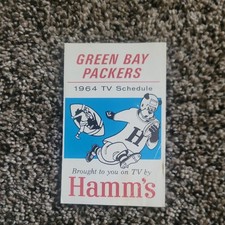 GREEN BAY
PACKERS
1964 TV Schedule
H
Brought to you on TV by
Hamm's